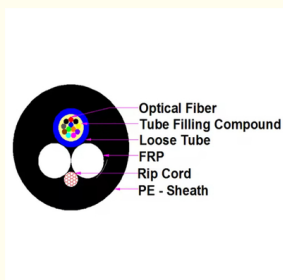 Optical Fiber
Tube Filling Compound
Loose Tube
FRP
Rip Cord
PE - Sheath